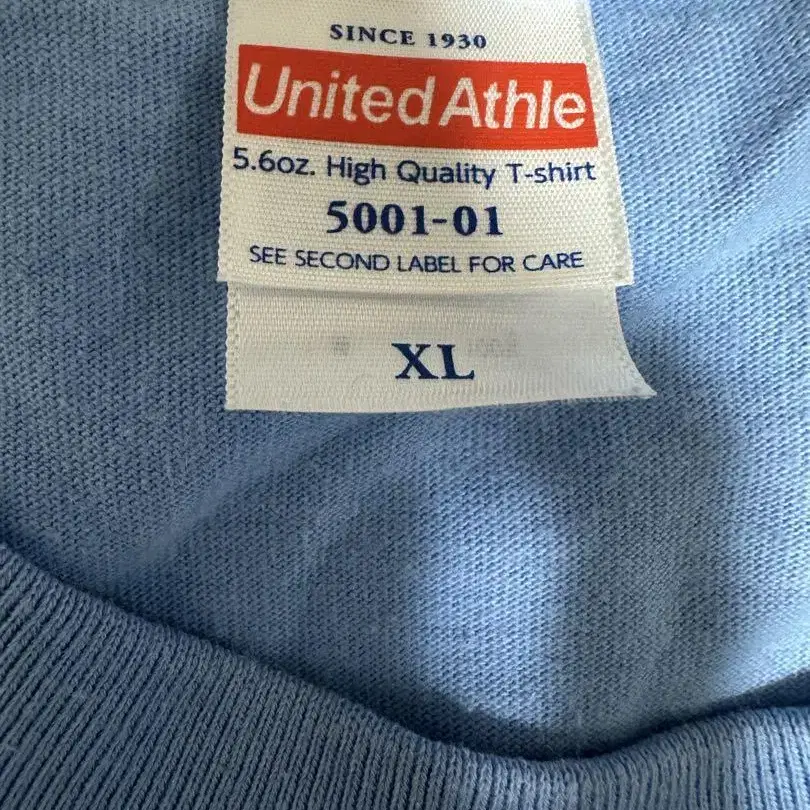 SINCE 1930
United Athle
5.6oz. High Quality T-shirt
5001-01
SEE SECOND LABEL FOR CARE
XL